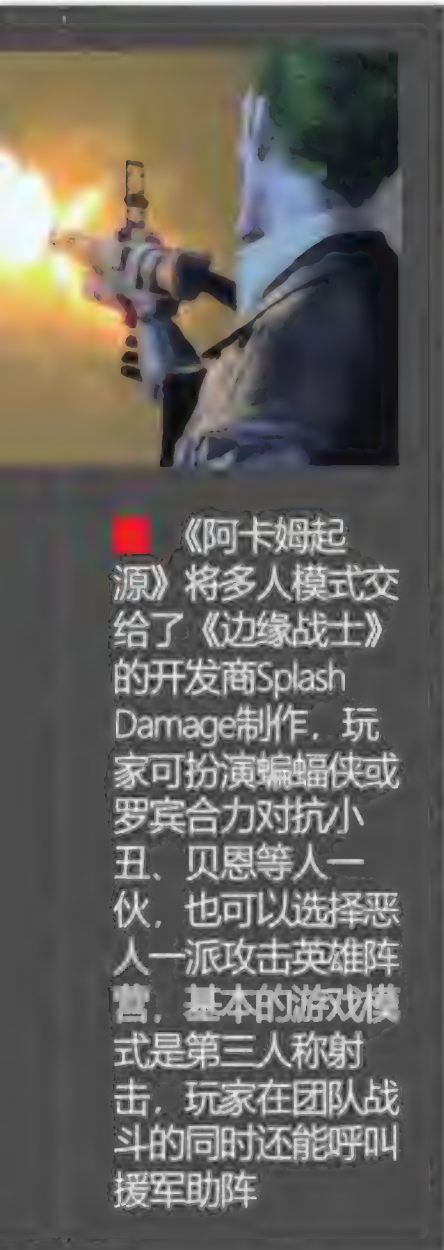 《阿卡姆起
源》将多人模式交
给了《边缘战士》
的开发商Splash
Damage制作，玩
家可扮演蝙蝠侠或
罗宾合力对抗小
丑、贝恩等人一
伙，也可以选择恶
人一派攻击英雄阵
营，基本的游戏模
式是第三人称射
击，玩家在团队战
斗的同时还能呼叫
援军助阵